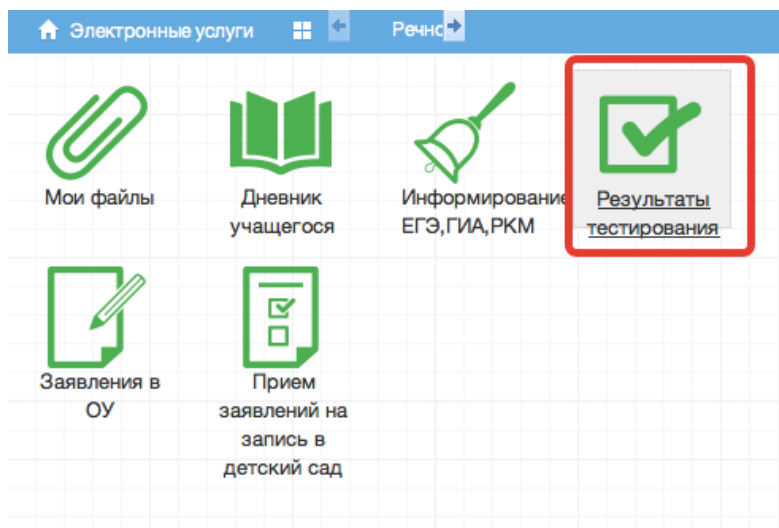 Электронные услуги
Речно
Мои файлы
Дневник
учащегося
Информирование
ЕГЭ,ГИА,РКМ
Результаты
тестирования
Заявления в
ОУ
Прием
заявлений на
запись в
детский сад